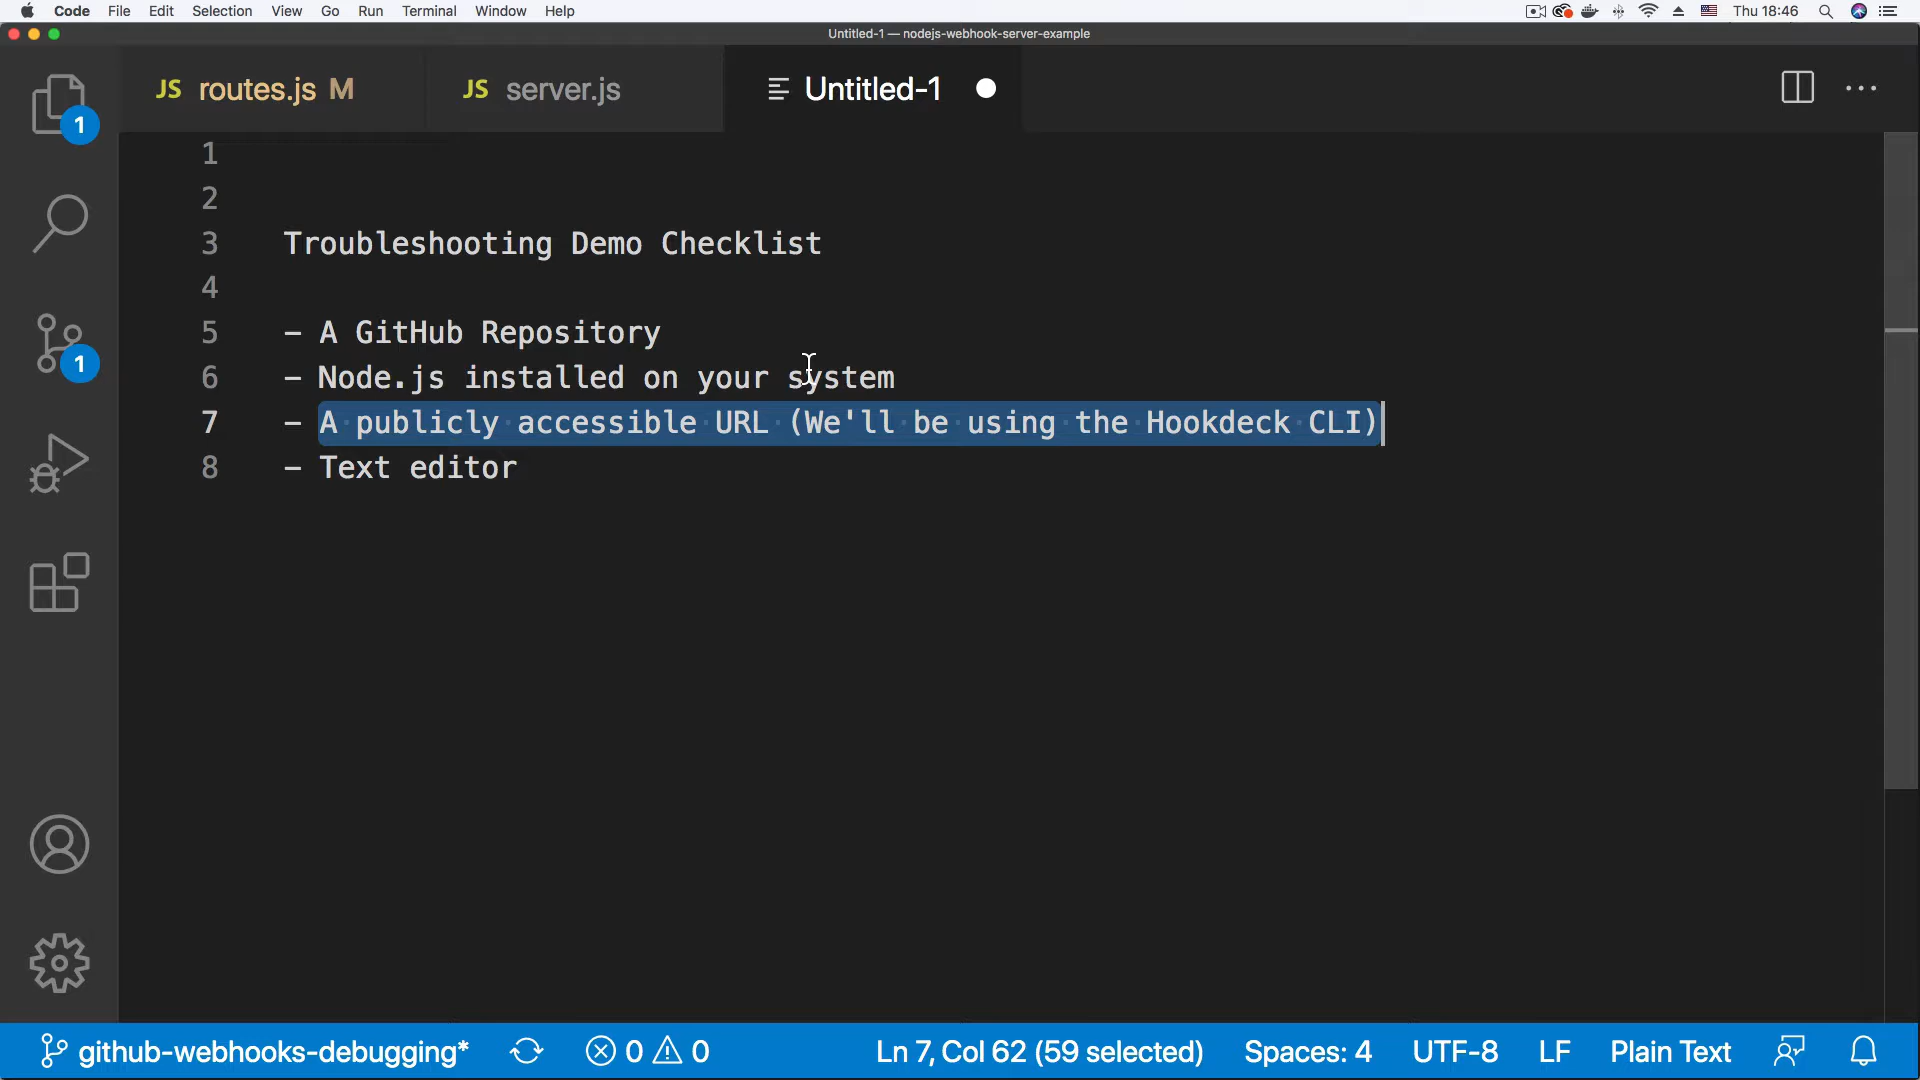 Code File Edit Selection View Go Run Terminal Window Help Thu 18:46
Untitled-1 — nodejs-webhook-server-example
JS routes.js M JS server.js Untitled-1
1
2
3 Troubleshooting Demo Checklist
4
5 - A GitHub Repository
6 - Node.js installed on your system
7 - A publicly accessible URL (We'll be using the Hookdeck CLI)
8 - Text editor
1
1
github-webhooks-debugging* 0 0 Ln 7, Col 62 (59 selected) Spaces: 4 UTF-8 LF Plain Text